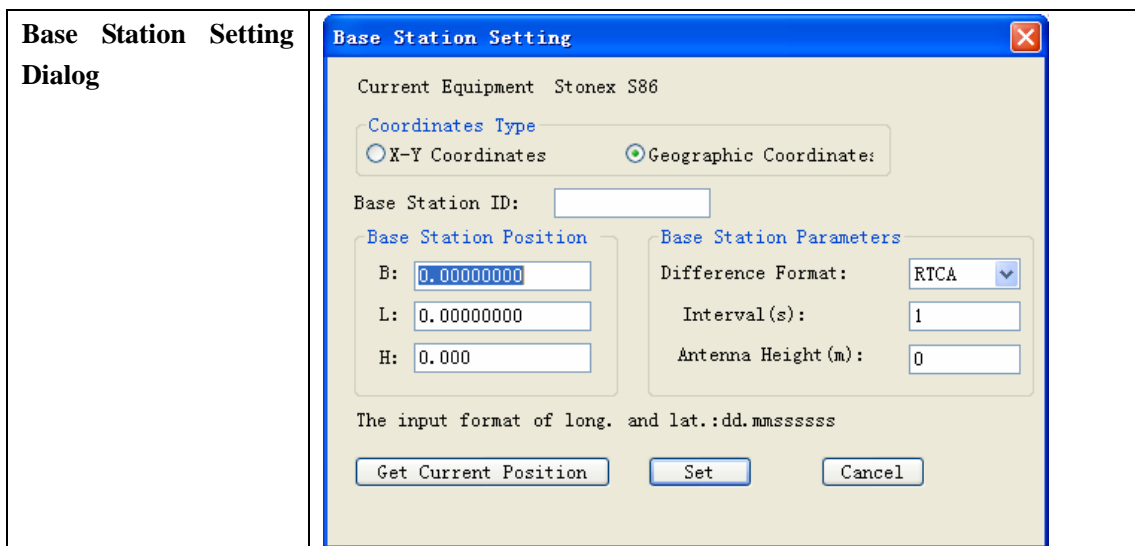 Base Station Setting
Dialog
Base Station Setting
Current Equipment Stonex S86
Coordinates Type
X-Y Coordinates Geographic Coordinate
Base Station ID:
Base Station Position Base Station Parameters
B: 0.00000000 Difference Format: RTCA
L: 0.00000000 Interval(s): 1
H: 0.000 Antenna Height(m): 0
The input format of long. and lat.:dd.mmssssss
Get Current Position Set Cancel